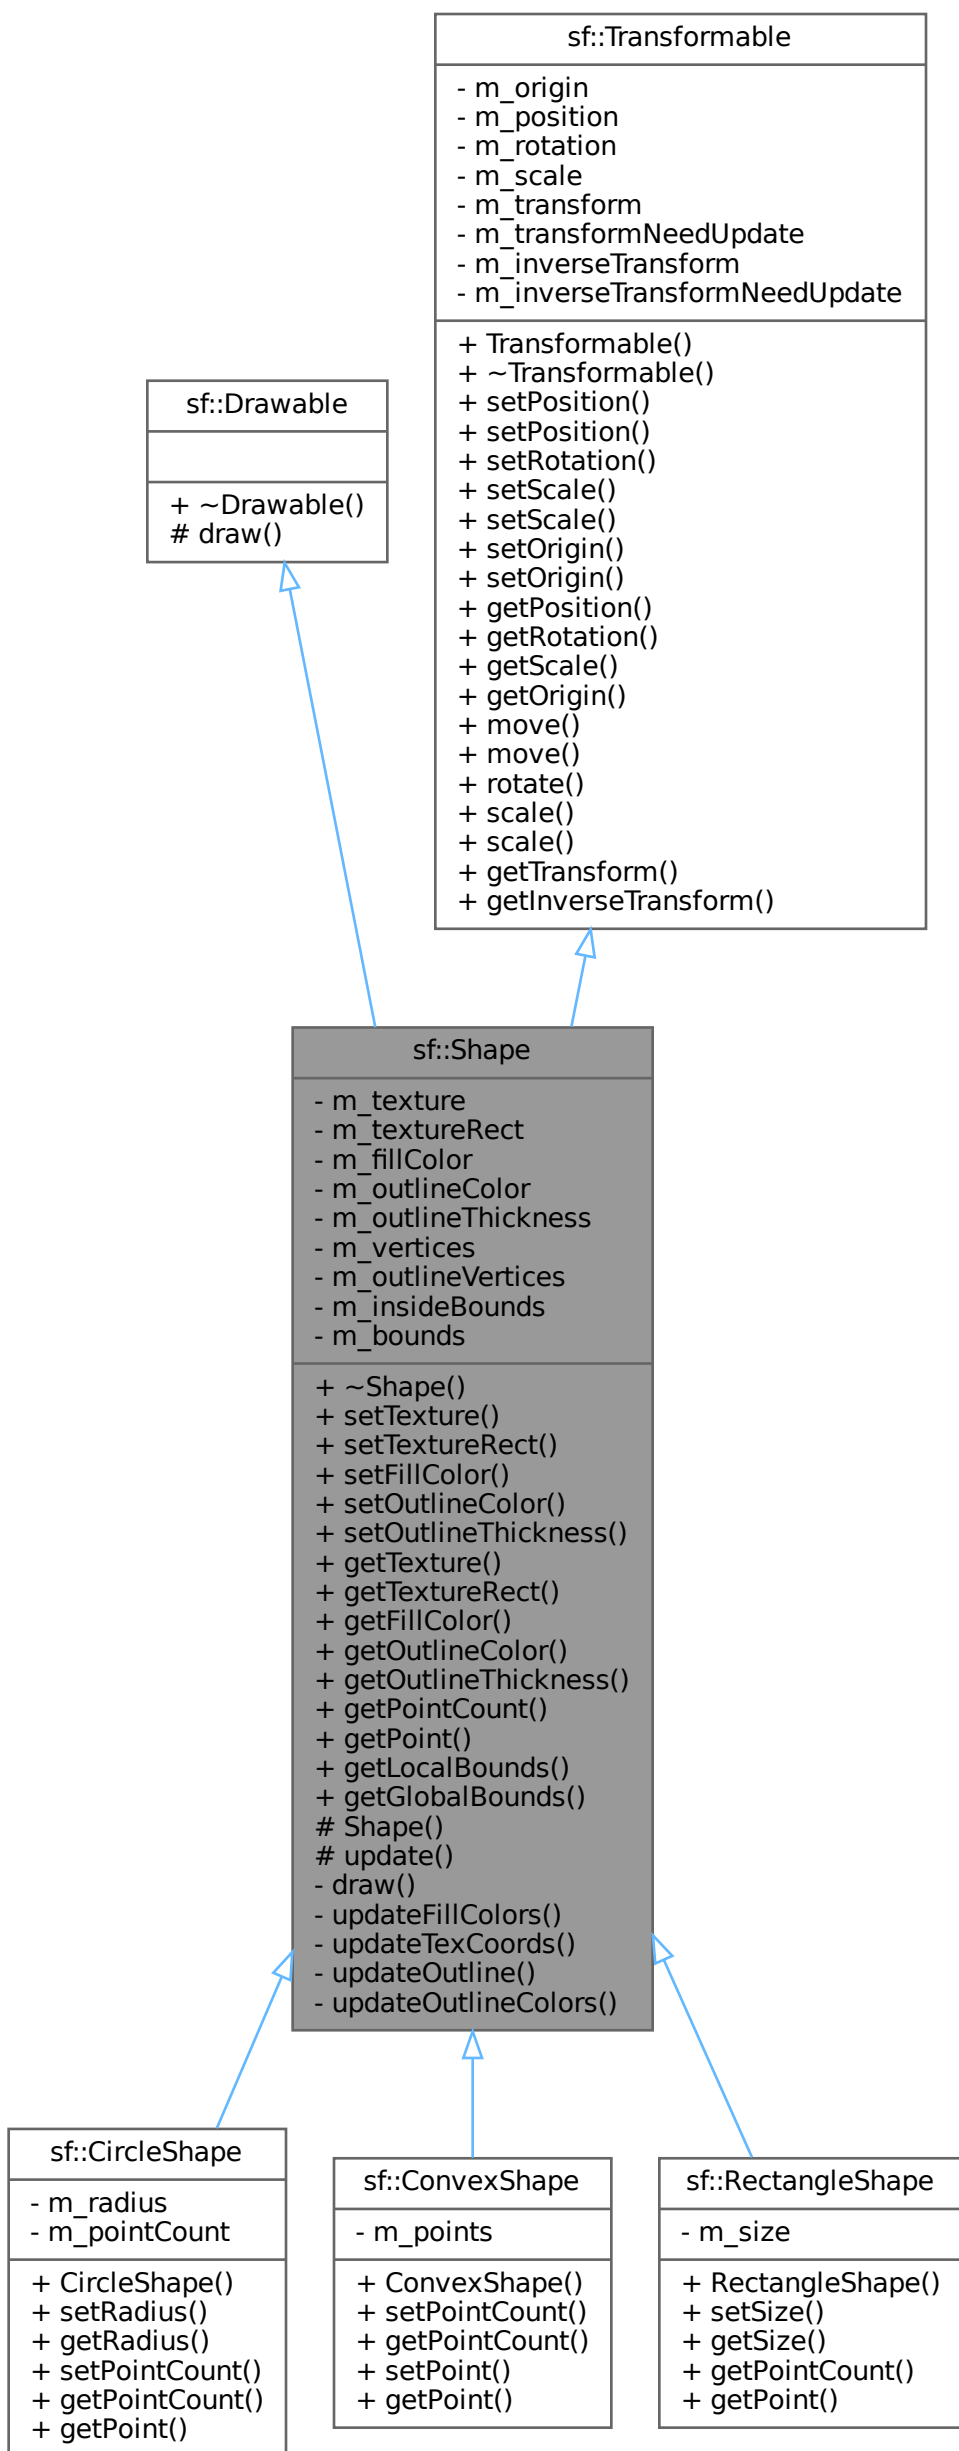 sf::Transformable
- m_origin
- m_position
- m_rotation
- m_scale
- m_transform
- m_transformNeedUpdate
- m_inverseTransform
- m_inverseTransformNeedUpdate
+ Transformable()
+ ~Transformable()
+ setPosition()
+ setPosition()
+ setRotation()
+ setScale()
+ setScale()
+ setOrigin()
+ setOrigin()
+ getPosition()
+ getRotation()
+ getScale()
+ getOrigin()
+ move()
+ move()
+ rotate()
+ scale()
+ scale()
+ getTransform()
+ getInverseTransform()
sf::Drawable
+ ~Drawable()
# draw()
sf::Shape
- m_texture
- m_textureRect
- m_fillColor
- m_outlineColor
- m_outlineThickness
- m_vertices
- m_outlineVertices
- m_insideBounds
- m_bounds
+ ~Shape()
+ setTexture()
+ setTextureRect()
+ setFillColor()
+ setOutlineColor()
+ setOutlineThickness()
+ getTexture()
+ getTextureRect()
+ getFillColor()
+ getOutlineColor()
+ getOutlineThickness()
+ getPointCount()
+ getPoint()
+ getLocalBounds()
+ getGlobalBounds()
# Shape()
# update()
- draw()
- updateFillColors()
- updateTexCoords()
- updateOutline()
- updateOutlineColors()
sf::CircleShape
- m_radius
- m_pointCount
+ CircleShape()
+ setRadius()
+ getRadius()
+ setPointCount()
+ getPointCount()
+ getPoint()
sf::ConvexShape
- m_points
+ ConvexShape()
+ setPointCount()
+ getPointCount()
+ setPoint()
+ getPoint()
sf::RectangleShape
- m_size
+ RectangleShape()
+ setSize()
+ getSize()
+ getPointCount()
+ getPoint()